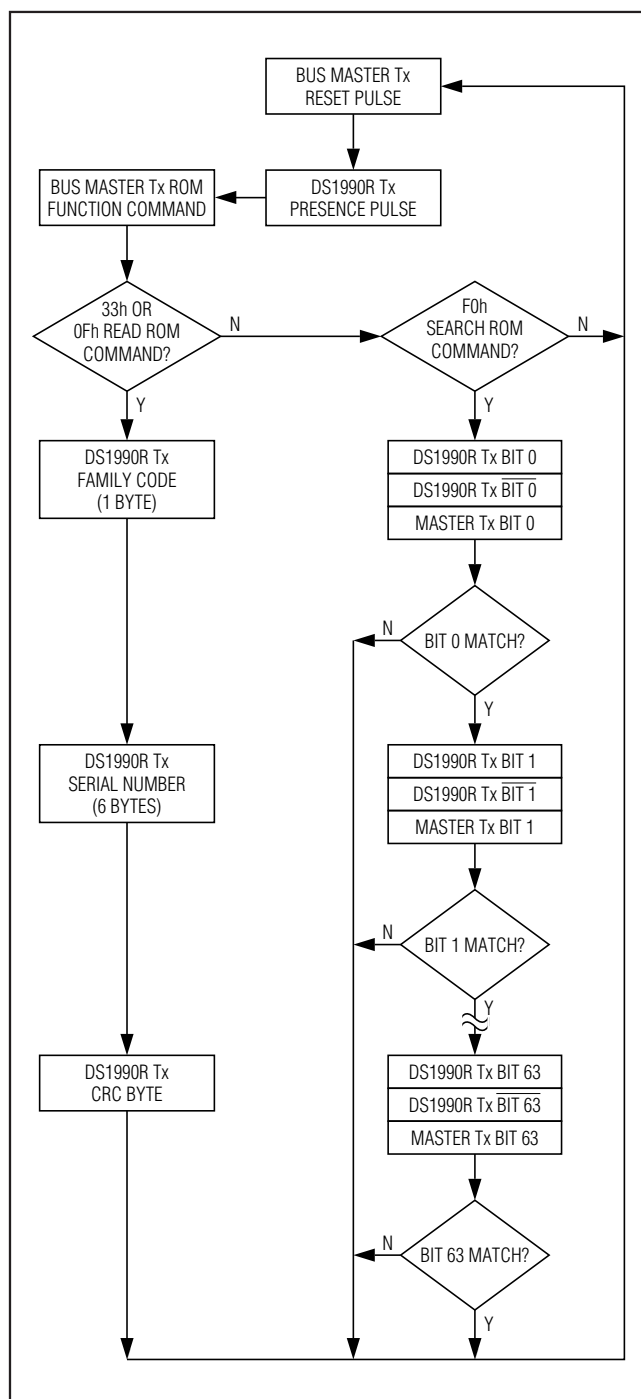 BUS MASTER Tx
RESET PULSE
BUS MASTER Tx ROM
FUNCTION COMMAND
DS1990R Tx
PRESENCE PULSE
33h OR
0Fh READ ROM
COMMAND?
N
Y
F0h
SEARCH ROM
COMMAND?
N
Y
DS1990R Tx
FAMILY CODE
(1 BYTE)
DS1990R Tx
SERIAL NUMBER
(6 BYTES)
DS1990R Tx
CRC BYTE
DS1990R Tx BIT 0
DS1990R Tx BIT 0
MASTER Tx BIT 0
BIT 0 MATCH?
N
Y
DS1990R Tx BIT 1
DS1990R Tx BIT 1
MASTER Tx BIT 1
BIT 1 MATCH?
N
Y
DS1990R Tx BIT 63
DS1990R Tx BIT 63
MASTER Tx BIT 63
BIT 63 MATCH?
N
Y